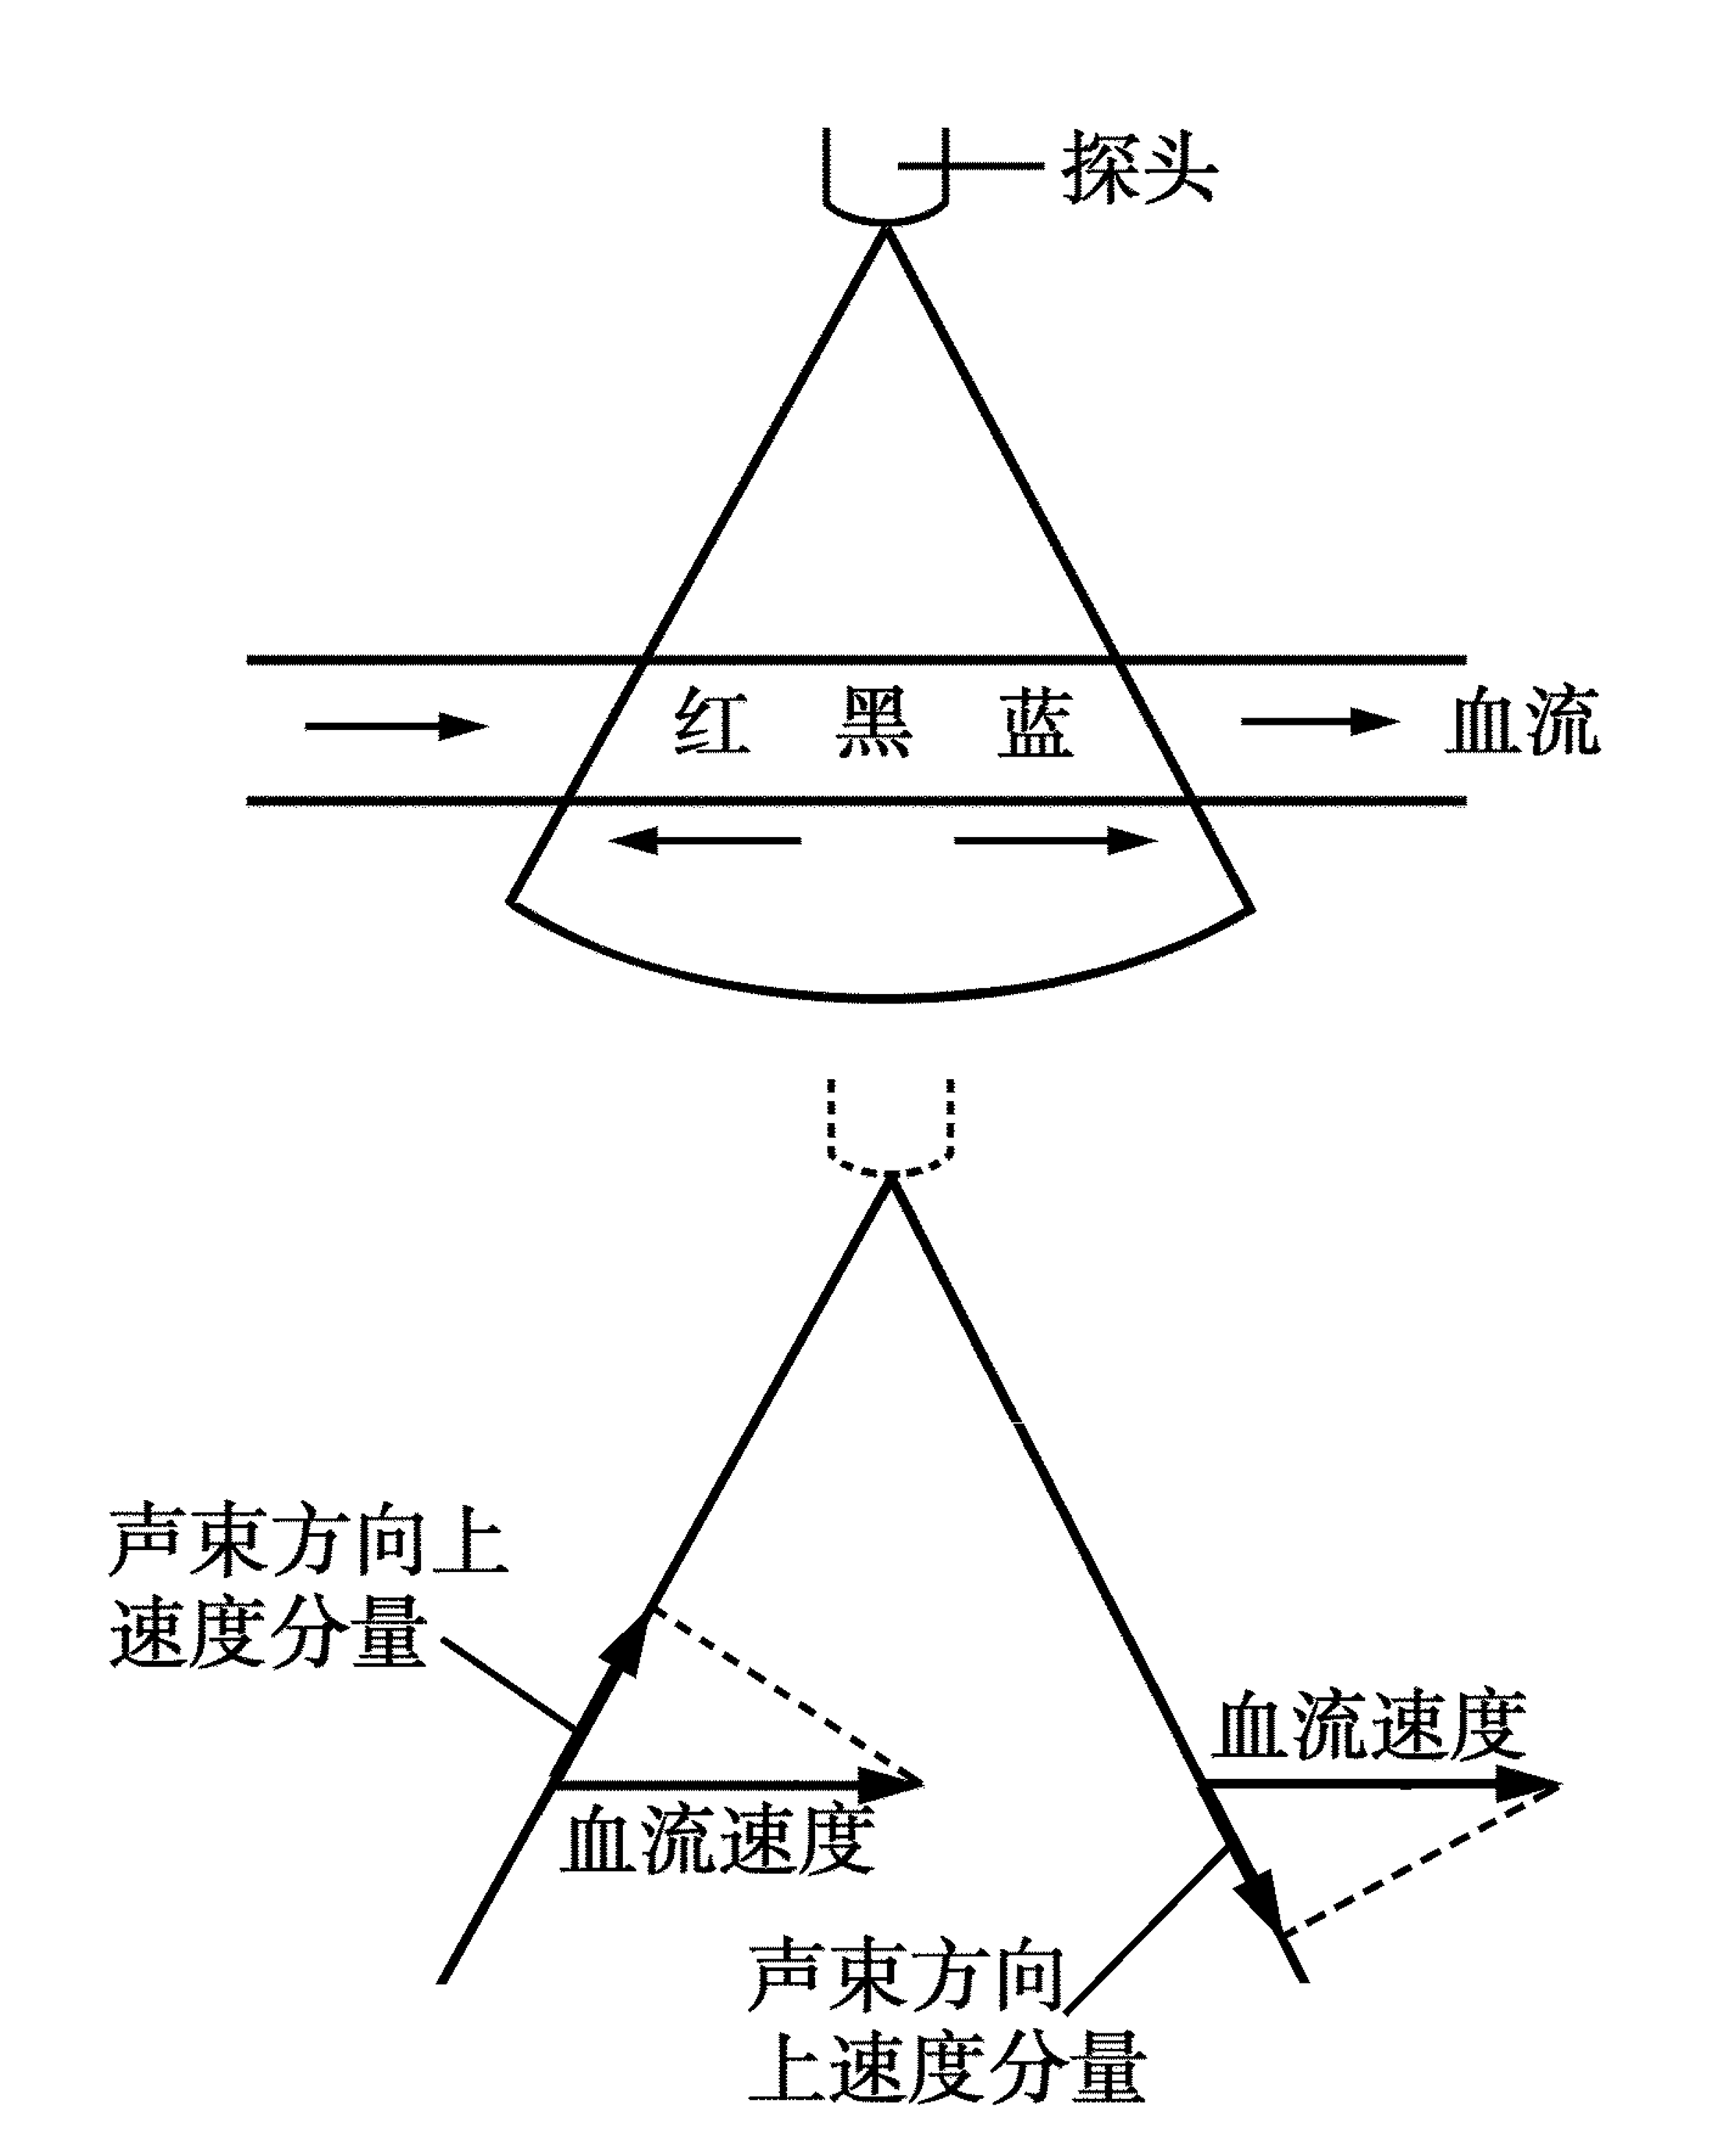 探头
红 黑 蓝
血流
声束方向上
速度分量
血流速度
血流速度
声束方向
上速度分量